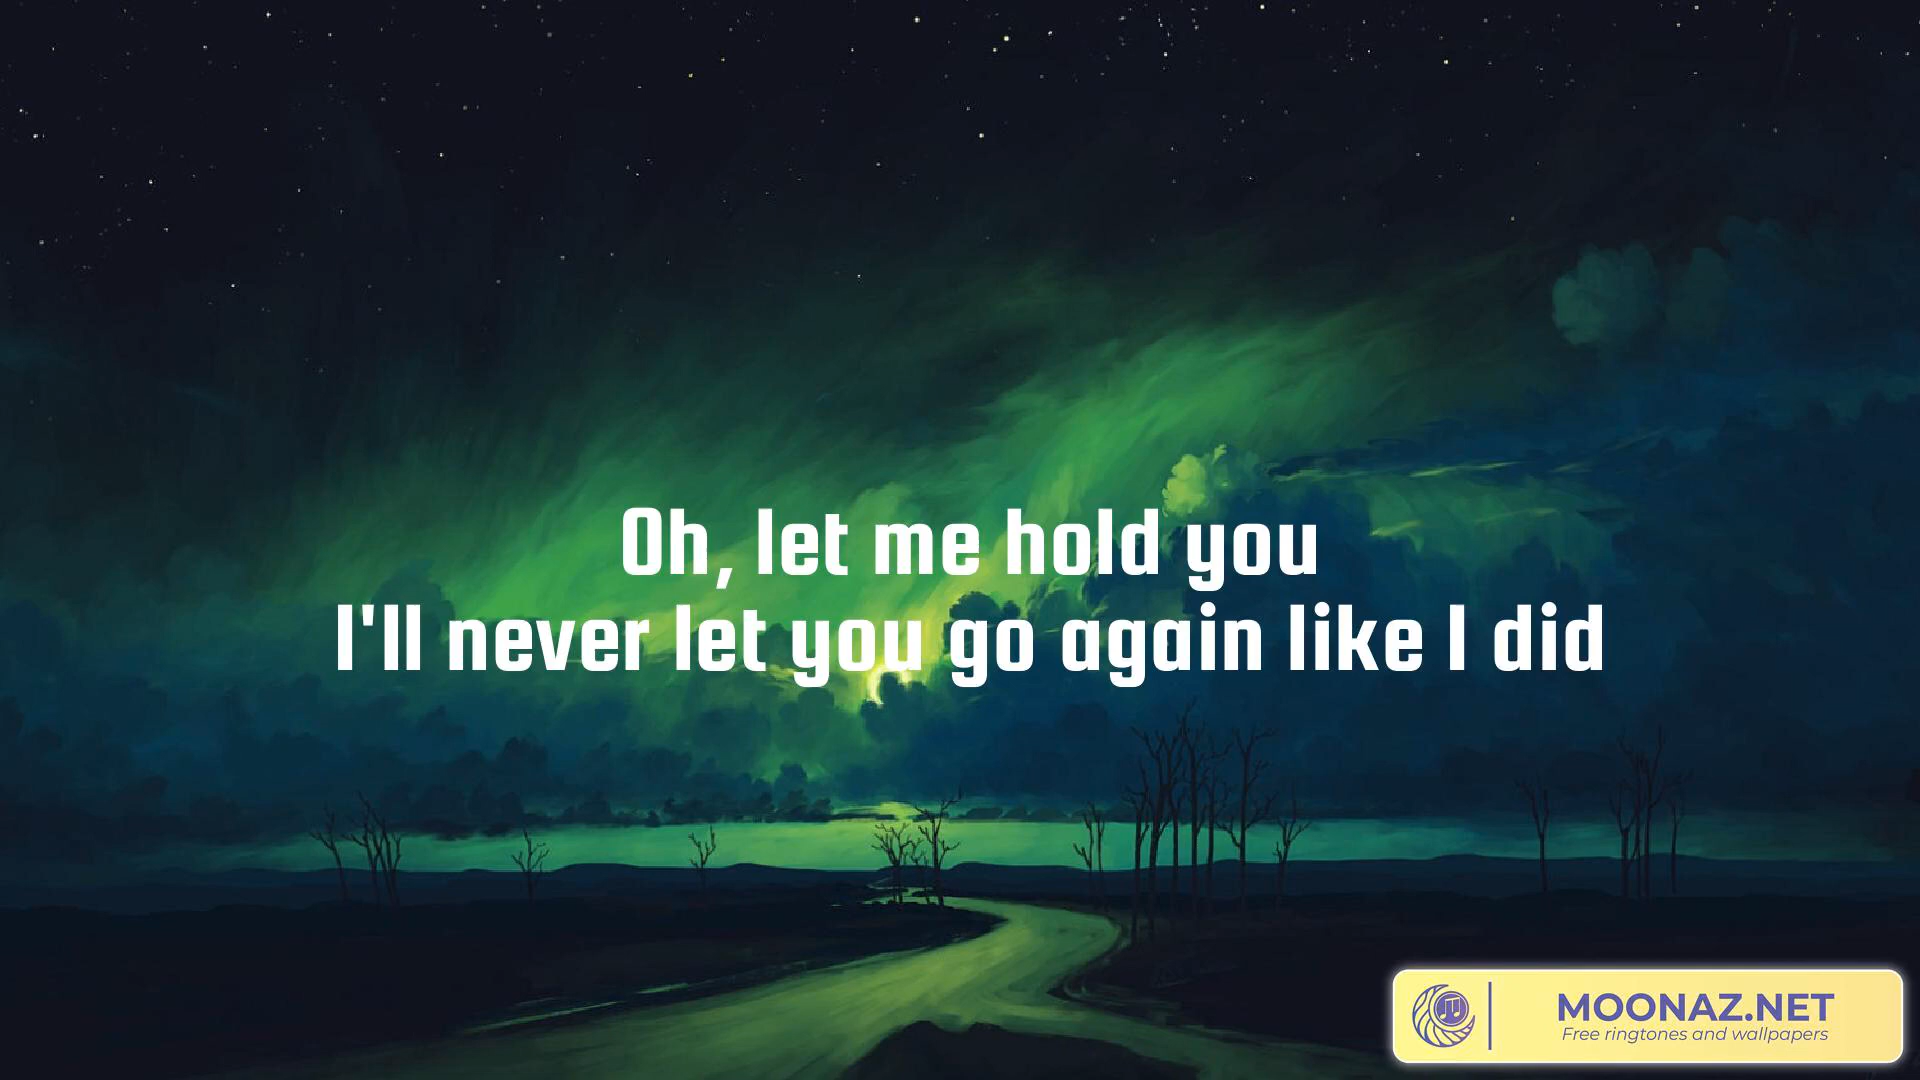 Oh, let me hold you
I'll never let you go again like I did
MOONAZ.NET
Free ringtones and wallpapers